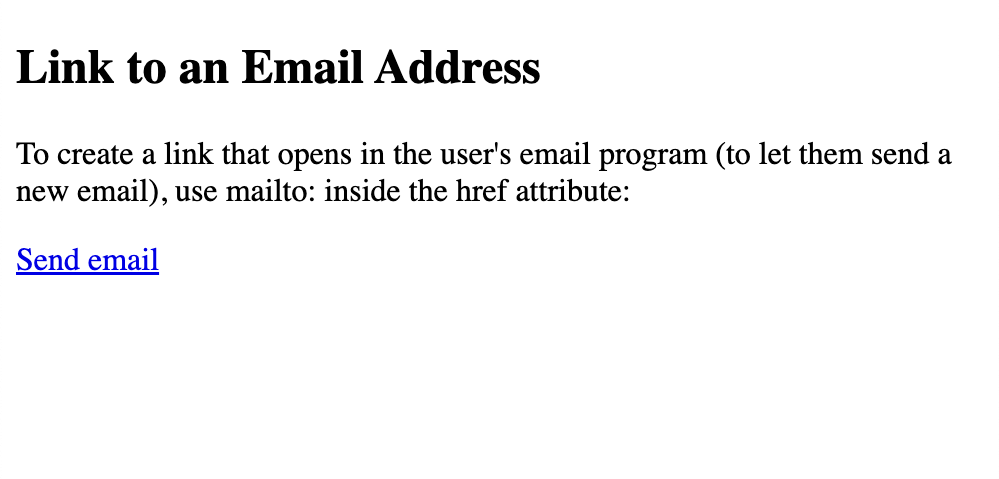 Link to an Email Address
To create a link that opens in the user's email program (to let them send a
new email), use mailto: inside the href attribute:
Send email